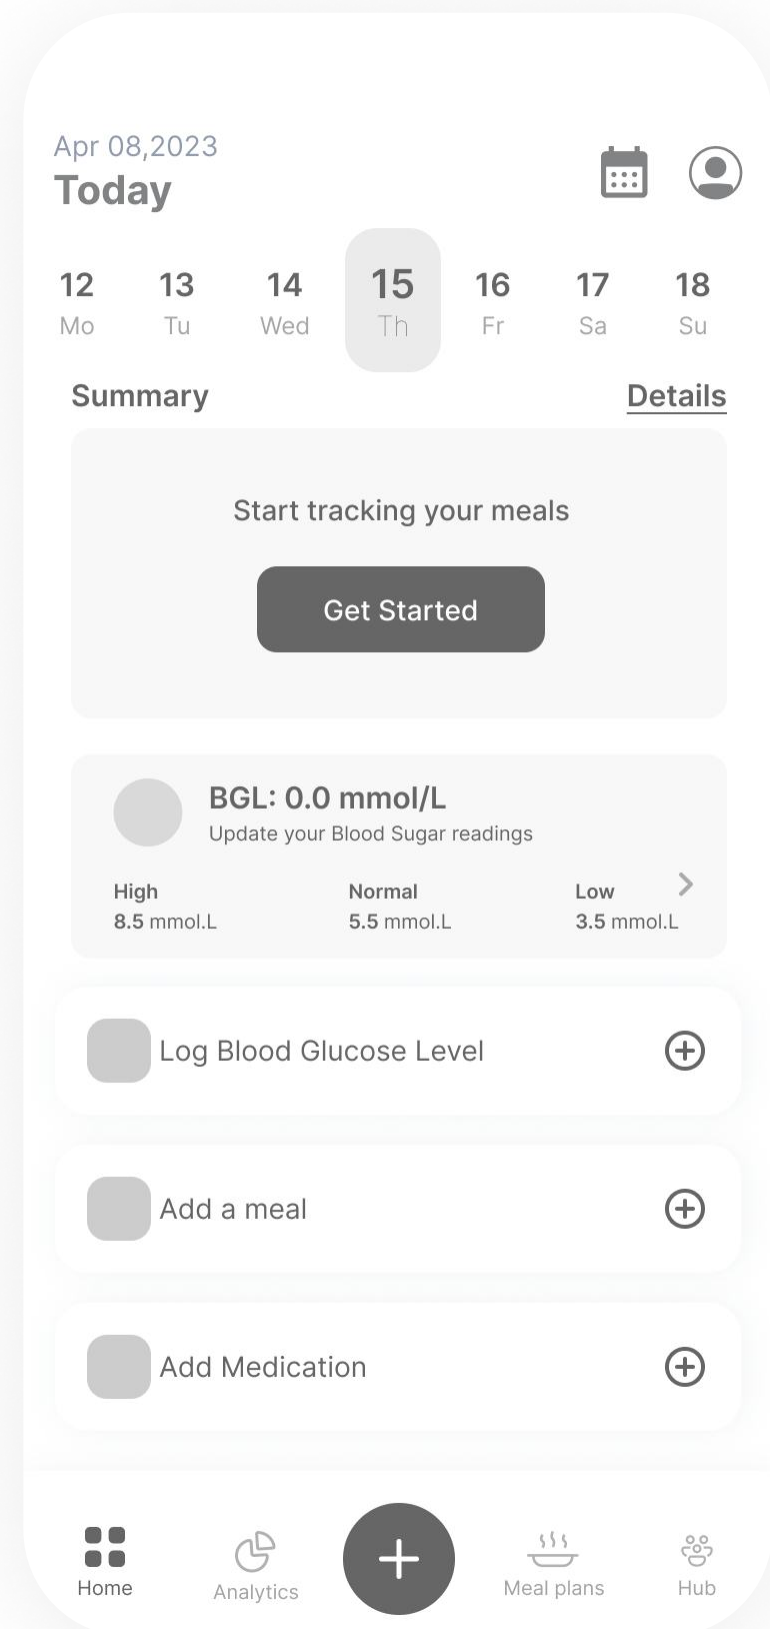 Apr 08,2023
Today
12 13 14 15 16 17 18
Mo Tu Wed Th Fr Sa Su
Summary Details
Start tracking your meals
Get Started
BGL: 0.0 mmol/L
Update your Blood Sugar readings
High Normal Low
8.5 mmol.L 5.5 mmol.L 3.5 mmol.L
Log Blood Glucose Level
Add a meal
Add Medication
Home Analytics Meal plans Hub